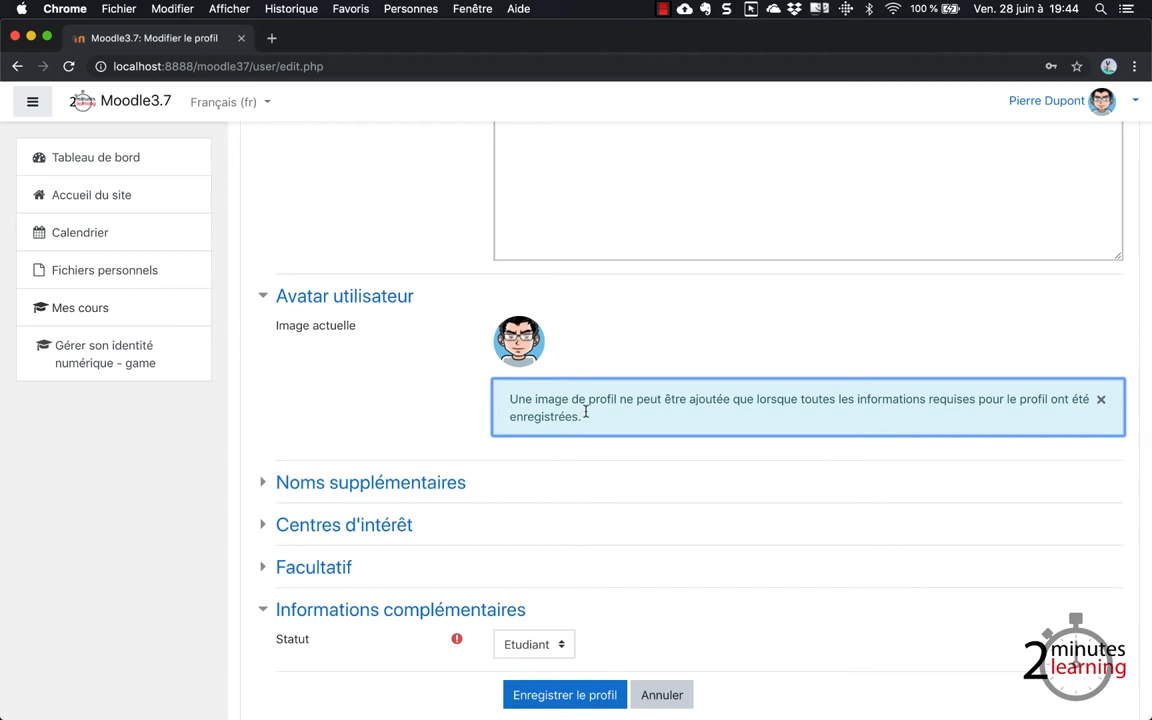 Chrome Fichier Modifier Afficher Historique Favoris Personnes Fenêtre Aide 100 % Ven. 28 juin à 19:44
Moodle3.7: Modifier le profil
localhost:8888/moodle37/user/edit.php
2minutes learning Moodle3.7 Français (fr) Pierre Dupont
Tableau de bord
Accueil du site
Calendrier
Fichiers personnels
Mes cours
Gérer son identité
numérique - game
Avatar utilisateur
Image actuelle
Une image de profil ne peut être ajoutée que lorsque toutes les informations requises pour le profil ont été
enregistrées.
Noms supplémentaires
Centres d'intérêt
Facultatif
Informations complémentaires
Statut Etudiant
Enregistrer le profil Annuler
2minutes
learning